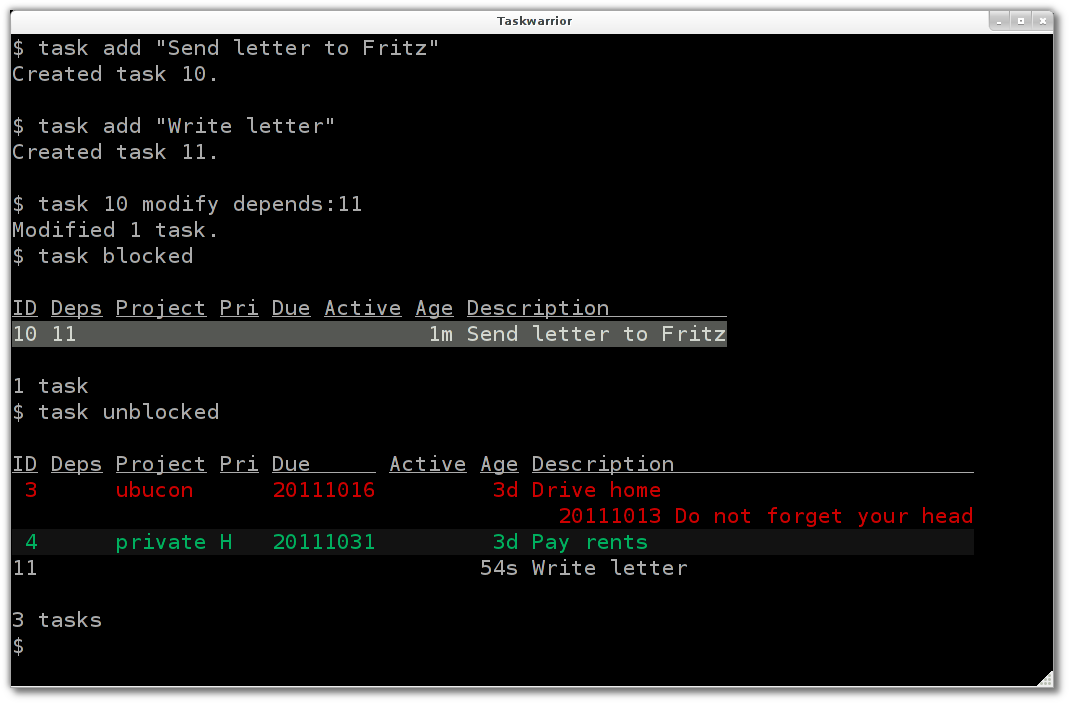 Taskwarrior
$ task add "Send letter to Fritz"
Created task 10.
$ task add "Write letter"
Created task 11.
$ task 10 modify depends:11
Modified 1 task.
$ task blocked
ID Deps Project Pri Due Active Age Description
10 11 1m Send letter to Fritz
1 task
$ task unblocked
ID Deps Project Pri Due Active Age Description
3 ubucon 20111016 3d Drive home
20111013 Do not forget your head
4 private H 20111031 3d Pay rents
11 54s Write letter
3 tasks
$